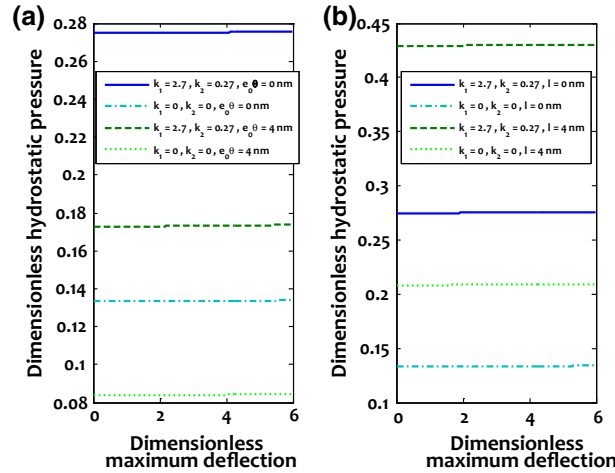 (a)
Dimensionless hydrostatic pressure
0.28
0.26
0.24
0.22
0.2
0.18
0.16
0.14
0.12
0.1
0.08
k1 = 2.7 , k2 = 0.27 , e0θ = 0 nm
k1 = 0 , k2 = 0 , e0θ = 0 nm
k1 = 2.7 , k2 = 0.27 , e0θ = 4 nm
k1 = 0 , k2 = 0 , e0θ = 4 nm
0 2 4 6
Dimensionless
maximum deflection
(b)
Dimensionless hydrostatic pressure
0.45
0.4
0.35
0.3
0.25
0.2
0.15
0.1
k1 = 2.7 , k2 = 0.27 , l = 0 nm
k1 = 0 , k2 = 0 , l = 0 nm
k1 = 2.7 , k2 = 0.27 , l = 4 nm
k1 = 0 , k2 = 0 , l = 4 nm
0 2 4 6
Dimensionless
maximum deflection